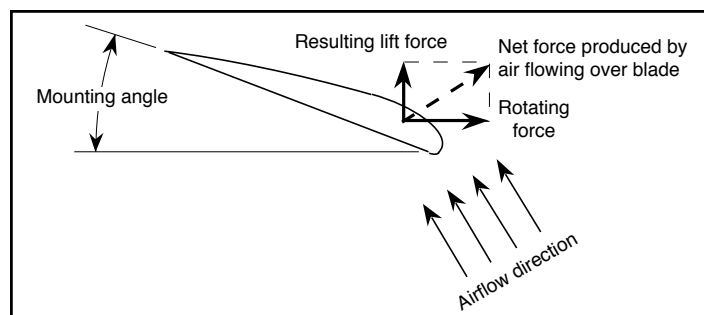 Resulting lift force
Net force produced by
air flowing over blade
Mounting angle
Rotating
force
Airflow direction